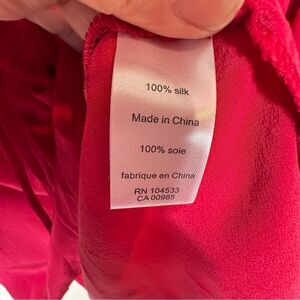 100% silk
Made in China
100% soie
fabrique en China
RN 104533
CA 00985